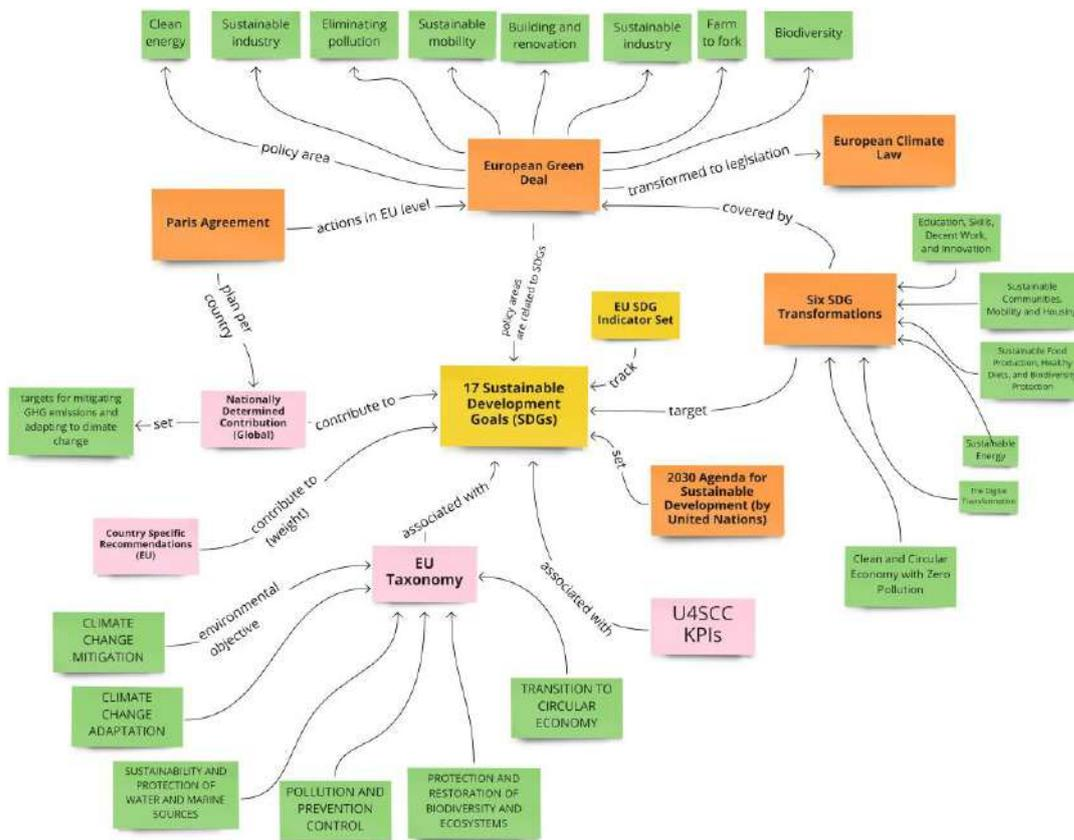 Clean
energy
Sustainable
industry
Eliminating
pollution
Sustainable
mobility
Building and
renovation
Sustainable
industry
Farm
to fork
Biodiversity
policy area
European Green
Deal
transformed to legislation
European Climate
Law
Paris Agreement
actions in EU level
covered by
Education, Skills,
Decent Work,
and Innovation
plan per
country
policy areas
are related to SDGs
EU SDG
Indicator Set
Six SDG
Transformations
Sustainable
Communities,
Mobility and Housing
Sustainable Food
Production, Healthy
Diets, and Biodiversity
Protection
track
targets for mitigating
GHG emissions and
adapting to climate
change
set
Nationally
Determined
Contribution
(Global)
contribute to
17 Sustainable
Development
Goals (SDGs)
target
Sustainable
Energy
The Digital
Transformation
set
2030 Agenda for
Sustainable
Development (by
United Nations)
Country Specific
Recommendations
(EU)
contribute to
(weight)
associated with
EU
Taxonomy
associated with
Clean and Circular
Economy with Zero
Pollution
U4SCC
KPIs
environmental
objective
CLIMATE
CHANGE
MITIGATION
CLIMATE
CHANGE
ADAPTATION
TRANSITION TO
CIRCULAR
ECONOMY
SUSTAINABILITY AND
PROTECTION OF
WATER AND MARINE
SOURCES
POLLUTION AND
PREVENTION
CONTROL
PROTECTION AND
RESTORATION OF
BIODIVERSITY AND
ECOSYSTEMS